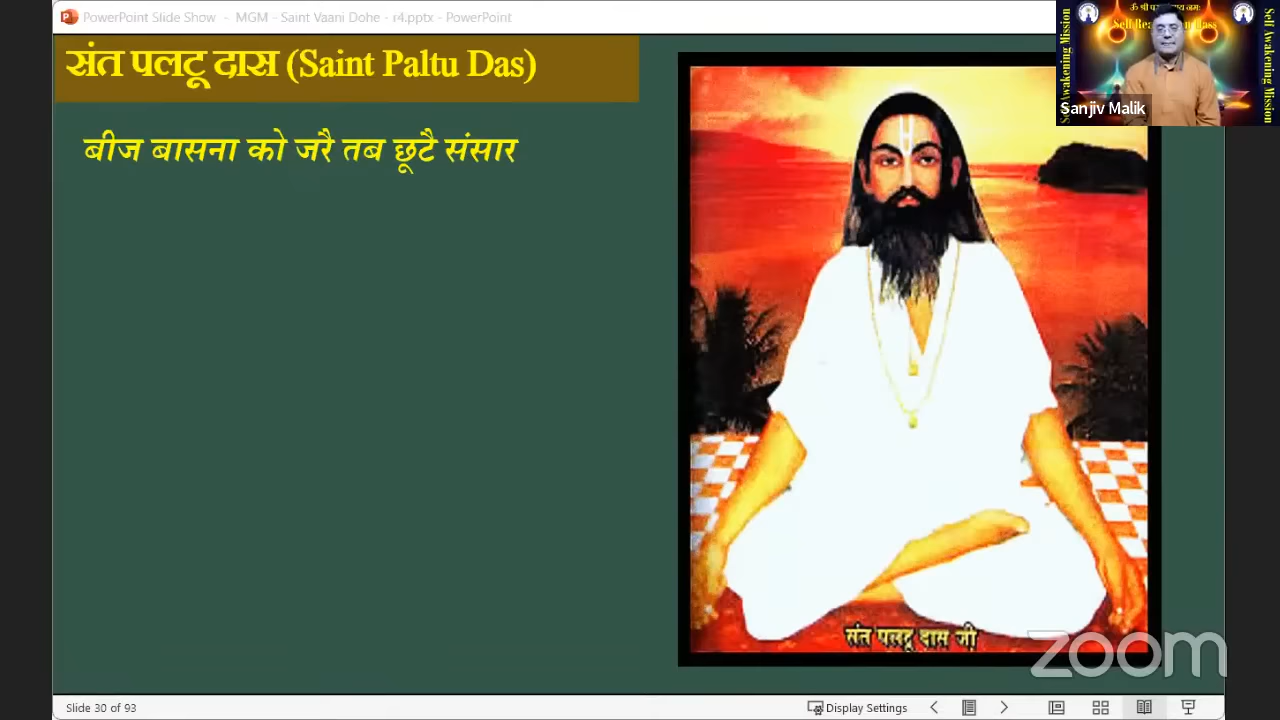 PowerPoint Slide Show - MGM - Saint Vaani Dohe - r4.pptx - PowerPoint
संत पलटू दास (Saint Paltu Das)
बीज बासना को जरै तब छूटै संसार
Self Awakening Mission
Self Awakening Mission
Sanjiv Malik
संत पलटू दास जी
zoom
Slide 30 of 93
Display Settings